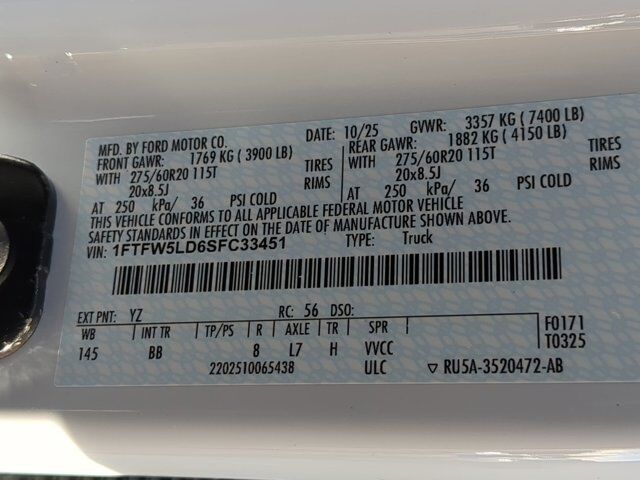 MFD. BY FORD MOTOR CO.
DATE: 10/25 GVWR: 3357 KG ( 7400 LB)
FRONT GAWR: 1769 KG ( 3900 LB) REAR GAWR: 1882 KG ( 4150 LB)
WITH 275/60R20 115T TIRES WITH 275/60R20 115T TIRES
20x8.5J RIMS 20x8.5J RIMS
AT 250 kPa/ 36 PSI COLD AT 250 kPa/ 36 PSI COLD
THIS VEHICLE CONFORMS TO ALL APPLICABLE FEDERAL MOTOR VEHICLE
SAFETY STANDARDS IN EFFECT ON THE DATE OF MANUFACTURE SHOWN ABOVE.
VIN: 1FTFW5LD6SFC33451 TYPE: Truck
EXT PNT: YZ RC: 56 DSO:
WB INT TR TP/PS R AXLE TR SPR F0171
145 BB 8 L7 H VVCC T0325
2202510065438 ULC ▽ RU5A-3520472-AB